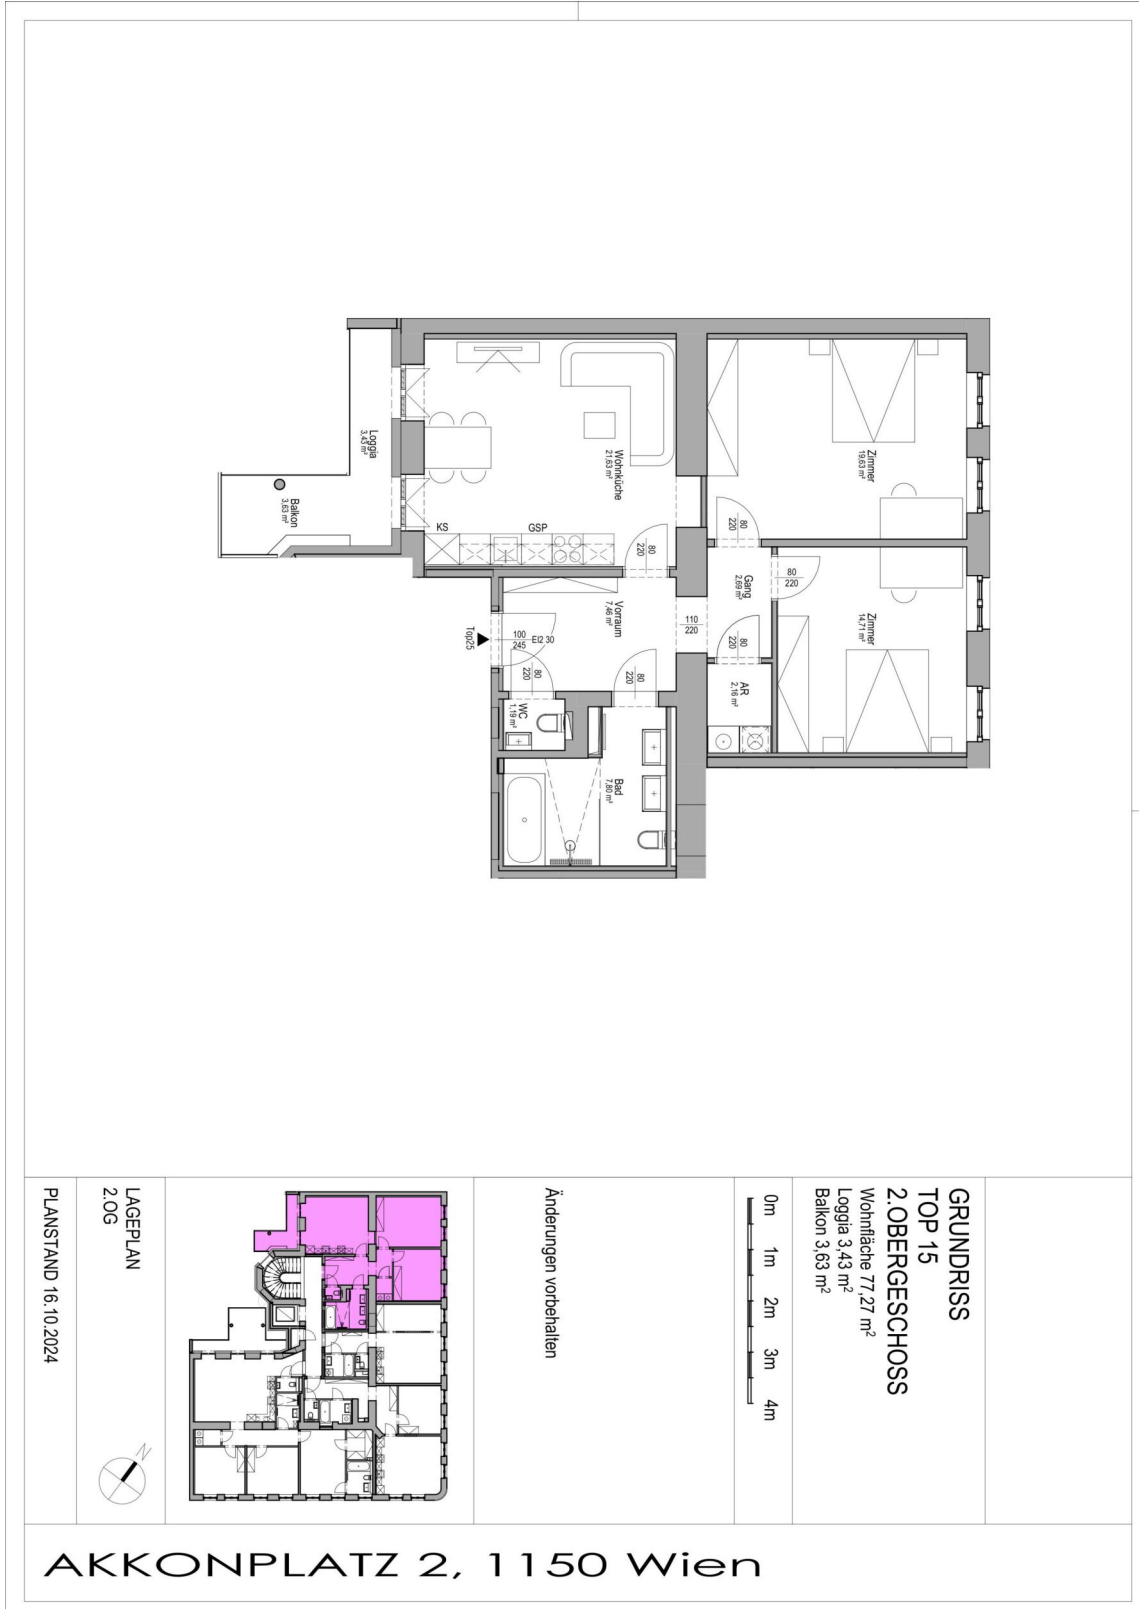 Loggia
3,43 m²
Balkon
3,63 m²
Wohnküche
21,63 m²
KS
GSP
Zimmer
19,63 m²
80
220
80
220
Gang
2,69 m²
80
220
Zimmer
14,71 m²
Vorraum
7,46 m²
110
220
Top25
100
245
EI2 30
80
220
80
220
80
220
AR
2,16 m²
WC
1,19 m²
Bad
7,80 m²
GRUNDRISS
TOP 15
2.OBERGESCHOSS
Wohnfläche 77,27 m²
Loggia 3,43 m²
Balkon 3,63 m²
0m 1m 2m 3m 4m
Änderungen vorbehalten
LAGEPLAN
2.OG
N
PLANSTAND 16.10.2024
AKKONPLATZ 2, 1150 Wien